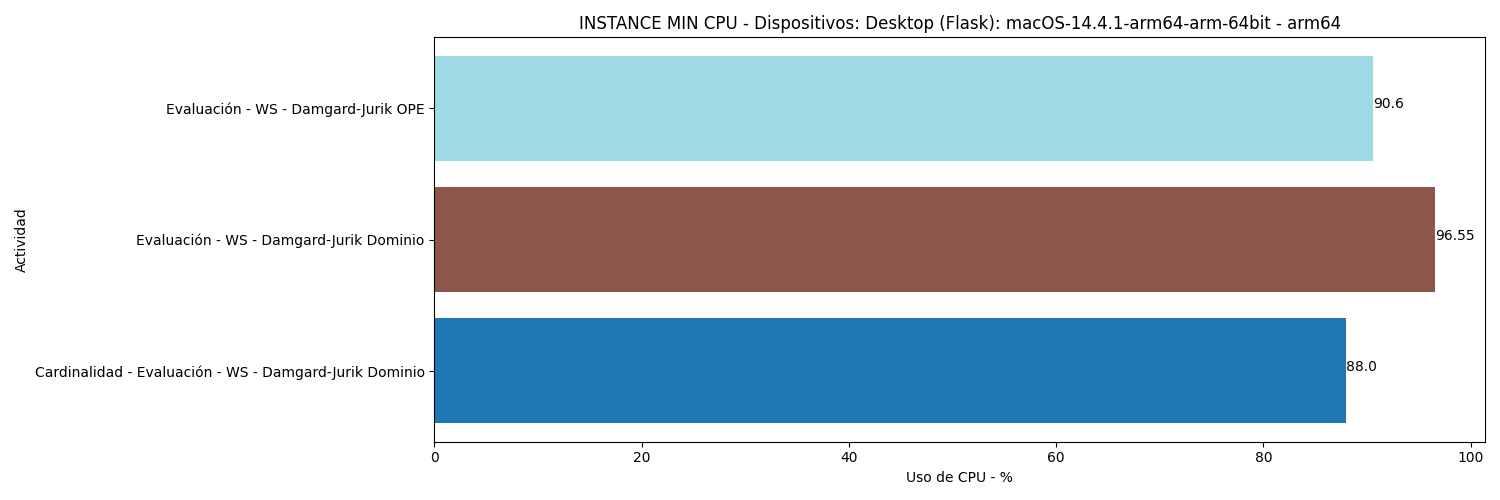 INSTANCE MIN CPU - Dispositivos: Desktop (Flask): macOS-14.4.1-arm64-arm-64bit - arm64
Evaluación - WS - Damgard-Jurik OPE
90.6
Evaluación - WS - Damgard-Jurik Dominio
96.55
Cardinalidad - Evaluación - WS - Damgard-Jurik Dominio
88.0
Actividad
0 20 40 60 80 100
Uso de CPU - %